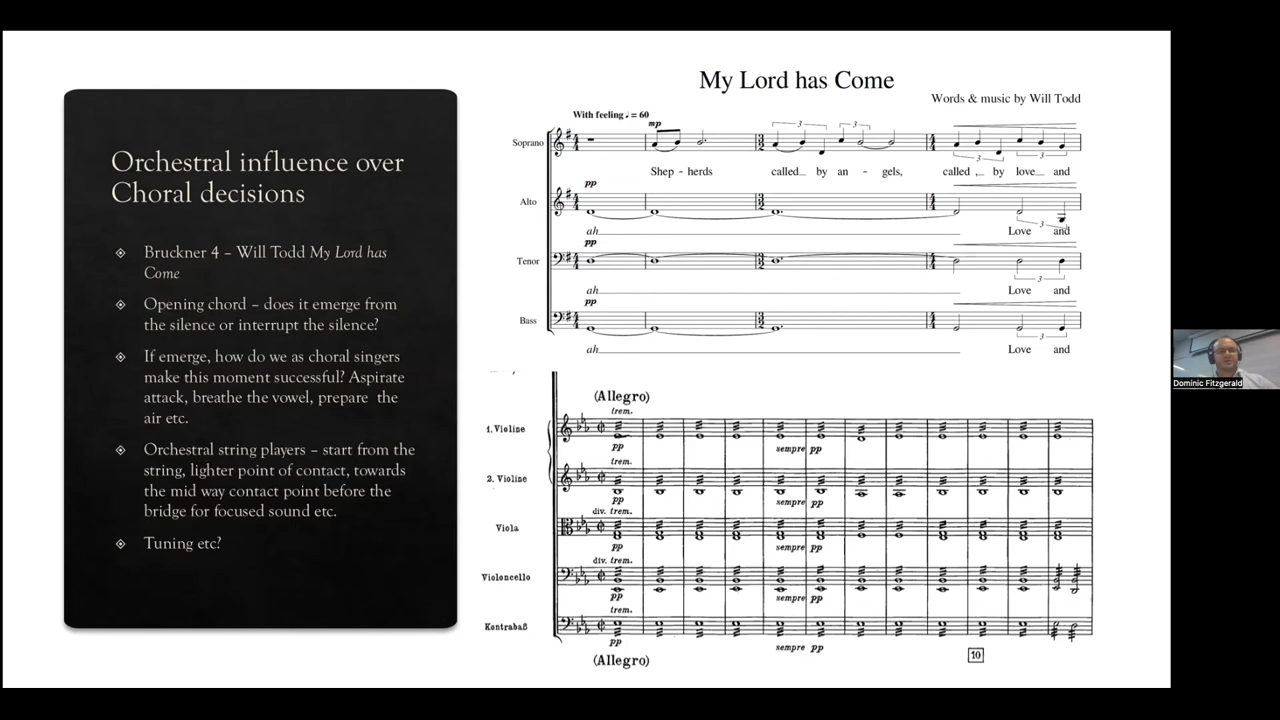 Orchestral influence over
Choral decisions
Bruckner 4 – Will Todd My Lord has
Come
Opening chord – does it emerge from
the silence or interrupt the silence?
If emerge, how do we as choral singers
make this moment successful? Aspirate
attack, breathe the vowel, prepare the
air etc.
Orchestral string players – start from the
string, lighter point of contact, towards
the mid way contact point before the
bridge for focused sound etc.
Tuning etc?
My Lord has Come
Words & music by Will Todd
With feeling ♩ = 60
mp
3 3
3 3
Soprano
Shep - herds called by an - gels, called by love and
pp
Alto
3
ah Love and
pp
Tenor
3
ah Love and
pp
Bass
3
ah Love and
(Allegro)
trem.
1. Violine
pp sempre pp
trem.
2. Violine
pp sempre pp
div. trem.
Viola
pp sempre pp
div. trem.
Violoncello
pp sempre pp
trem.
Kontrabaß
pp sempre pp
(Allegro)
10
Dominic Fitzgerald